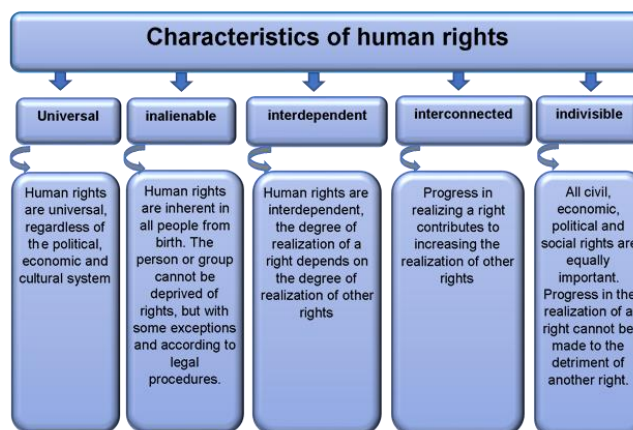 Characteristics of human rights
Universal
inalienable
interdependent
interconnected
indivisible
Human rights
are universal,
regardless of
the political,
economic and
cultural system
Human rights
are inherent in
all people from
birth. The
person or group
cannot be
deprived of
rights, but with
some exceptions
and according to
legal
procedures.
Human rights are
interdependent,
the degree of
realization of a
right depends on
the degree of
realization of other
rights
Progress in
realizing a right
contributes to
increasing the
realization of other
rights
All civil,
economic,
political and
social rights are
equally
important.
Progress in the
realization of a
right cannot be
made to the
detriment of
another right.